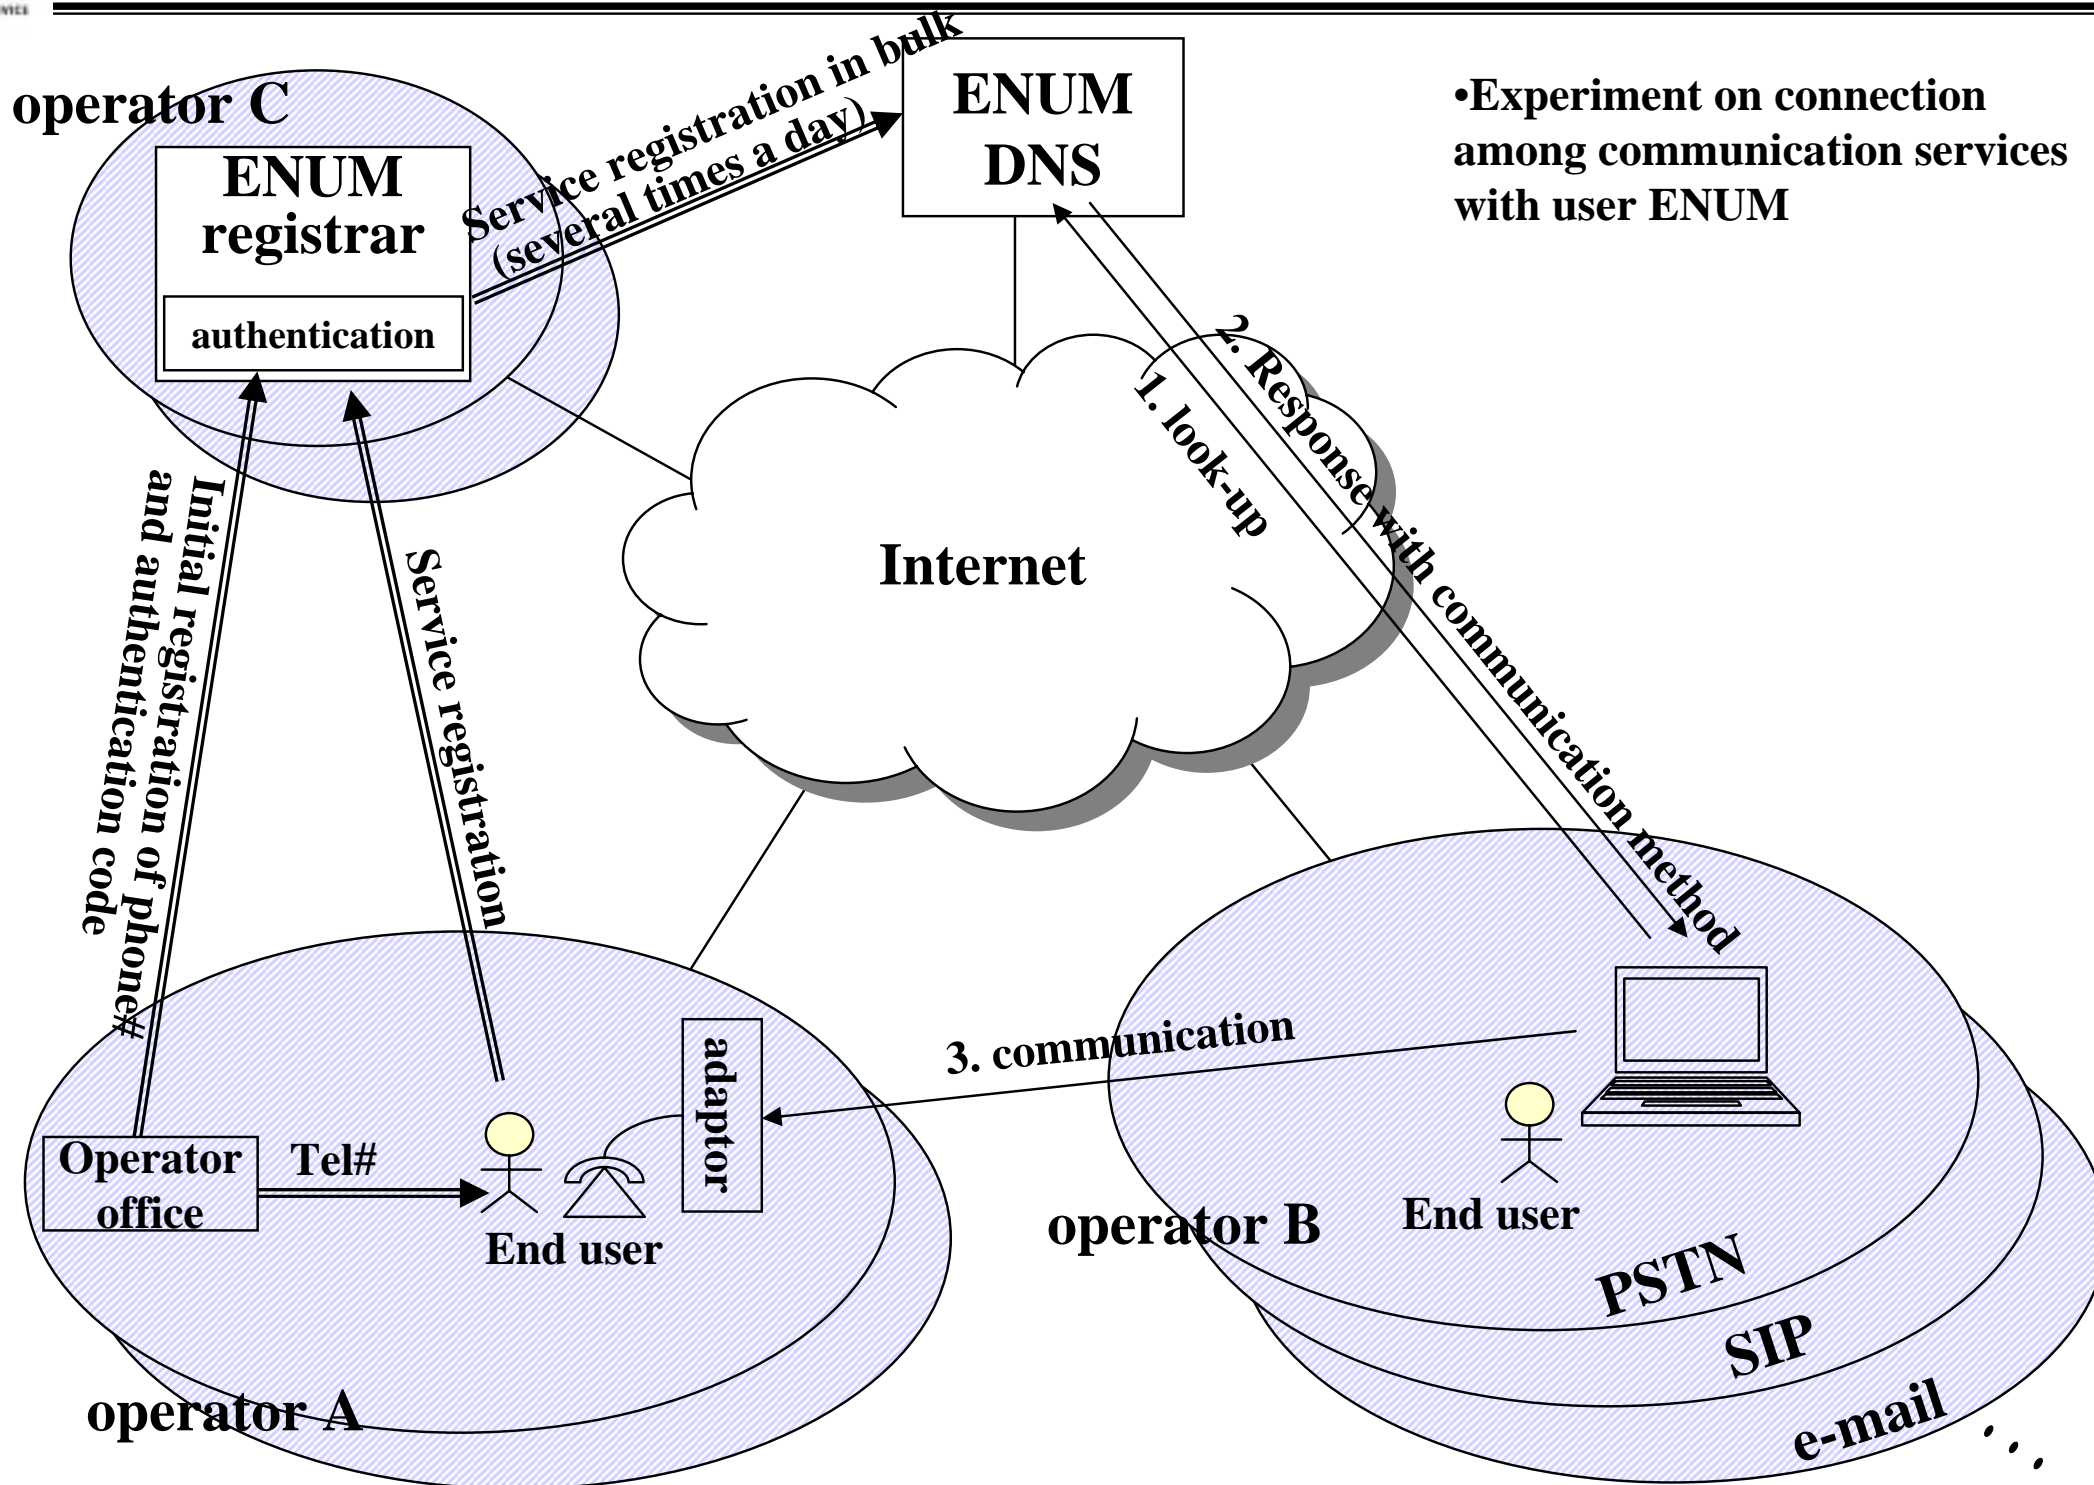 operator C
ENUM
registrar
authentication
Service registration in bulk
(several times a day)
ENUM
DNS
•Experiment on connection
among communication services
with user ENUM
1. look-up
2. Response with communication method
Internet
Initial registration of phone#
and authentication code
Service registration
3. communication
adaptor
Operator
office
Tel#
End user
operator A
operator B
End user
PSTN
SIP
e-mail
. . .